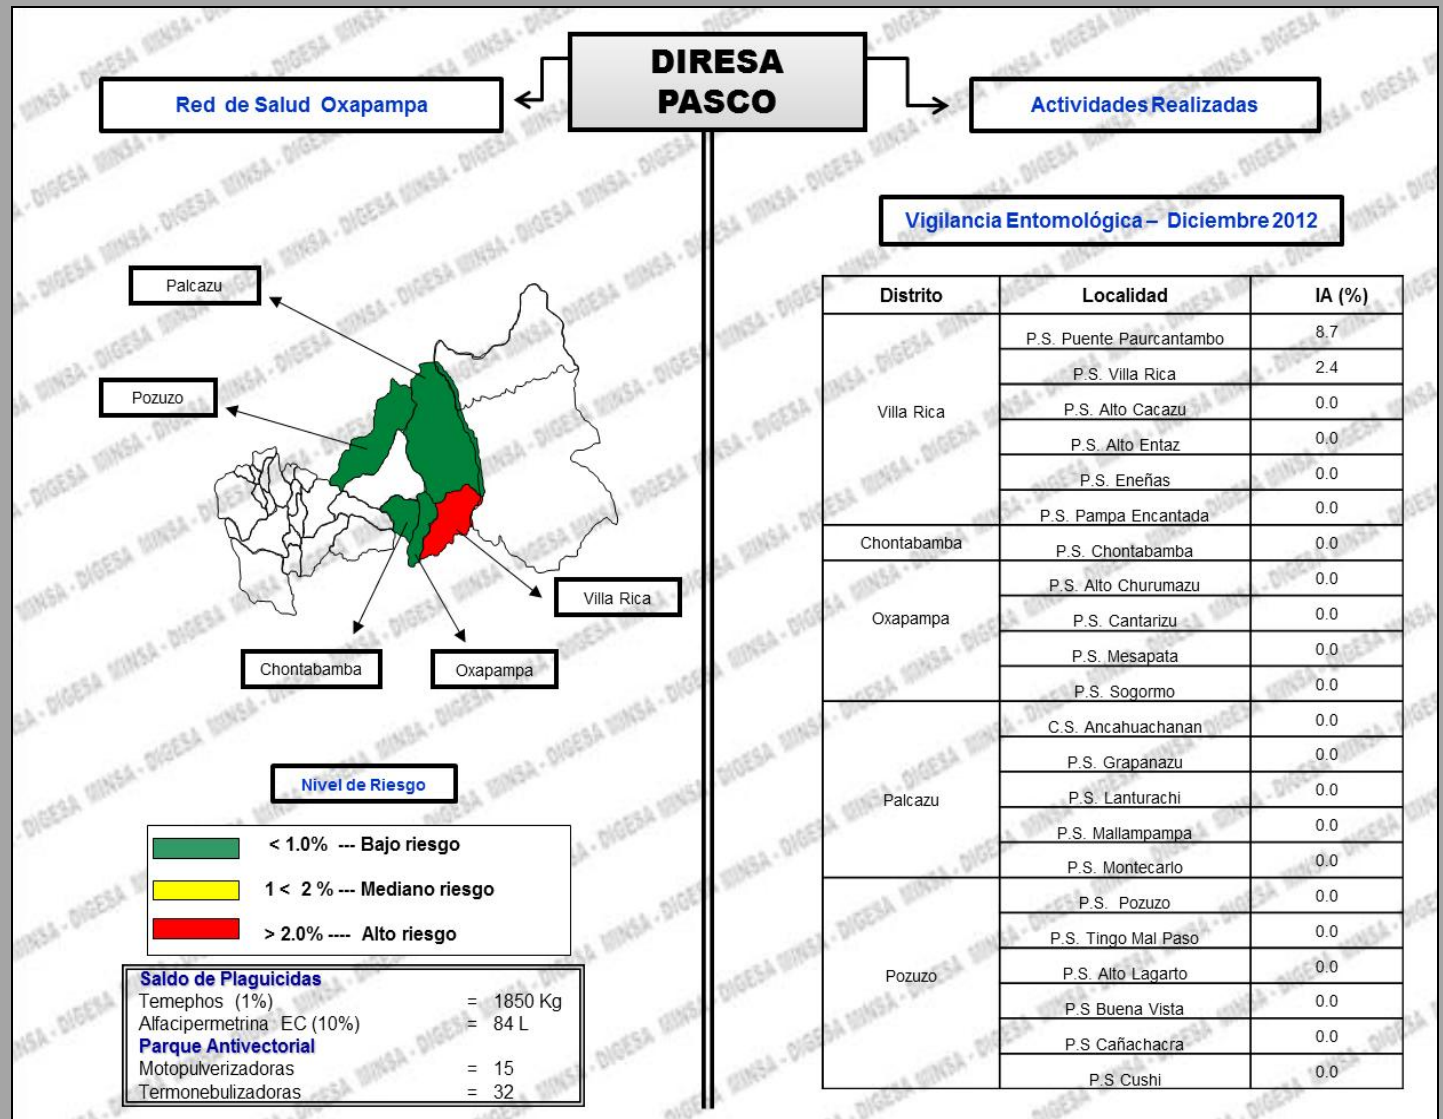 DIRESA
PASCO
Red de Salud Oxapampa
Actividades Realizadas
Vigilancia Entomológica – Diciembre 2012
Palcazu
Pozuzo
Villa Rica
Chontabamba
Oxapampa
Nivel de Riesgo
< 1.0% --- Bajo riesgo
1 < 2 % --- Mediano riesgo
> 2.0% ---- Alto riesgo
Saldo de Plaguicidas
Temephos (1%) = 1850 Kg
Alfacipermetrina EC (10%) = 84 L
Parque Antivectorial
Motopulverizadoras = 15
Termonebulizadoras = 32
Distrito Localidad IA (%)
Villa Rica
P.S. Puente Paurcantambo 8.7
P.S. Villa Rica 2.4
P.S. Alto Cacazu 0.0
P.S. Alto Entaz 0.0
P.S. Eneñas 0.0
P.S. Pampa Encantada 0.0
Chontabamba P.S. Chontabamba 0.0
Oxapampa
P.S. Alto Churumazu 0.0
P.S. Cantarizu 0.0
P.S. Mesapata 0.0
P.S. Sogormo 0.0
Palcazu
C.S. Ancahuachanan 0.0
P.S. Grapanazu 0.0
P.S. Lanturachi 0.0
P.S. Mallampampa 0.0
P.S. Montecarlo 0.0
Pozuzo
P.S. Pozuzo 0.0
P.S. Tingo Mal Paso 0.0
P.S. Alto Lagarto 0.0
P.S Buena Vista 0.0
P.S Cañachacra 0.0
P.S Cushi 0.0
MINSA - DIGESA